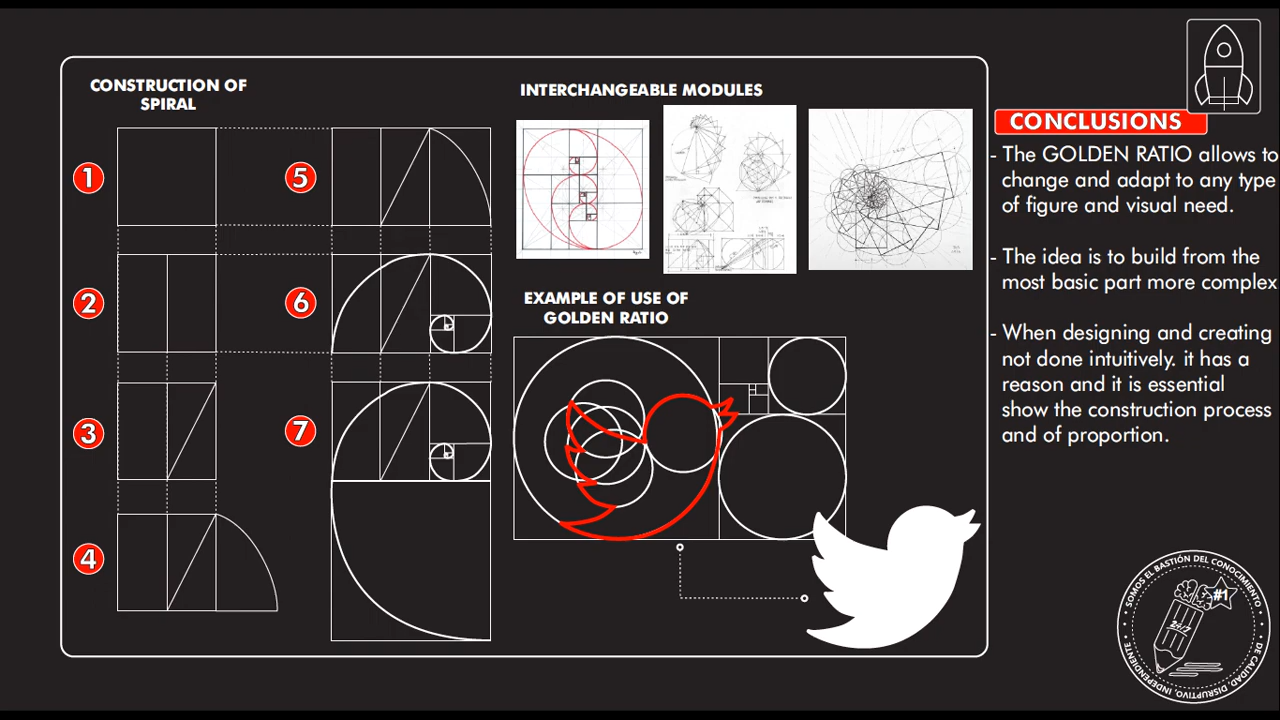 CONSTRUCTION OF
SPIRAL
1
2
3
4
5
6
7
INTERCHANGEABLE MODULES
EXAMPLE OF USE OF
GOLDEN RATIO
CONCLUSIONS
- The GOLDEN RATIO allows to
change and adapt to any type
of figure and visual need.
- The idea is to build from the
most basic part more complex
- When designing and creating
not done intuitively. it has a
reason and it is essential
show the construction process
and of proportion.
SOMOS EL BASTIÓN DEL CONOCIMIENTO
• DE CALIDAD, DISRUPTIVO, INDEPENDIENTE •
#1
24/7